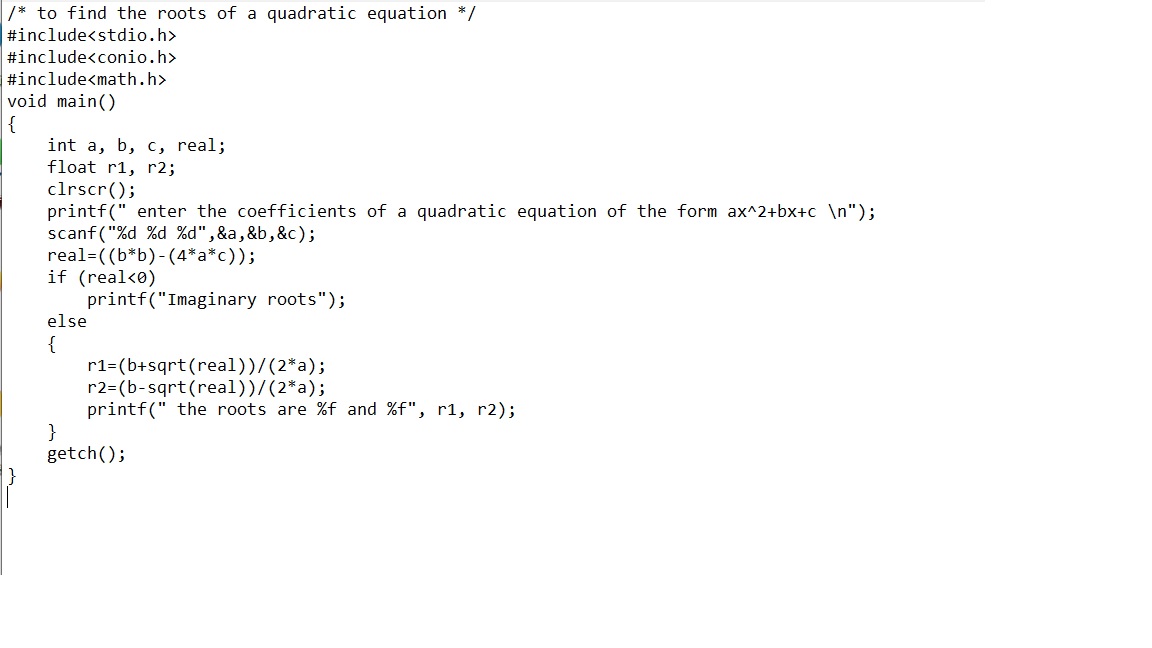 /* to find the roots of a quadratic equation */
#include<stdio.h>
#include<conio.h>
#include<math.h>
void main()
{
    int a, b, c, real;
    float r1, r2;
    clrscr();
    printf(" enter the coefficients of a quadratic equation of the form ax^2+bx+c \n");
    scanf("%d %d %d",&a,&b,&c);
    real=((b*b)-(4*a*c));
    if (real<0)
        printf("Imaginary roots");
    else
    {
        r1=(b+sqrt(real))/(2*a);
        r2=(b-sqrt(real))/(2*a);
        printf(" the roots are %f and %f", r1, r2);
    }
    getch();
}